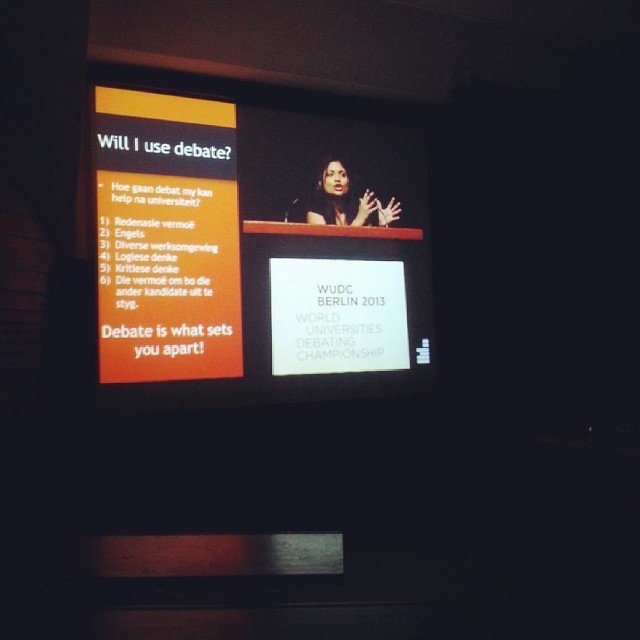 Will I use debate?
- Hoe gaan debat my kan
help na universiteit?
1) Redenasie vermoë
2) Engels
3) Diverse werksomgewing
4) Logiese denke
5) Kritiese denke
6) Die vermoë om bo die
ander kandidate uit te
styg.
Debate is what sets
you apart!
WUDC
BERLIN 2013
WORLD
UNIVERSITIES
DEBATING
CHAMPIONSHIP